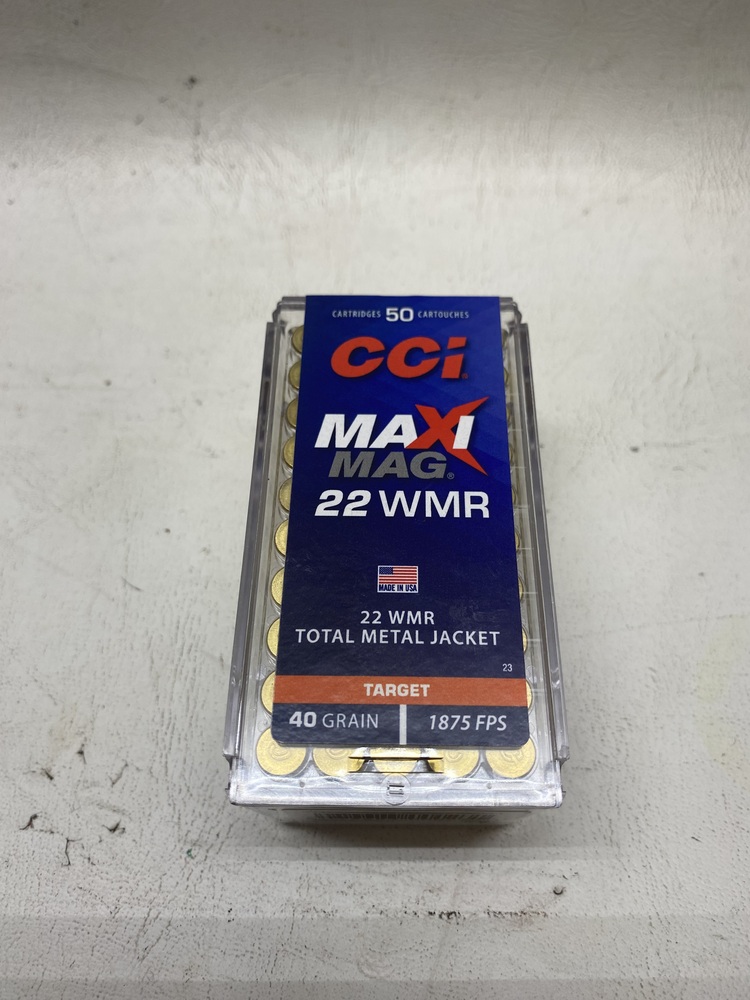 CARTRIDGES 50 CARTOUCHES
CCI
MAXI
MAG®
22 WMR
MADE IN USA
22 WMR
TOTAL METAL JACKET
23
TARGET
40 GRAIN 1875 FPS